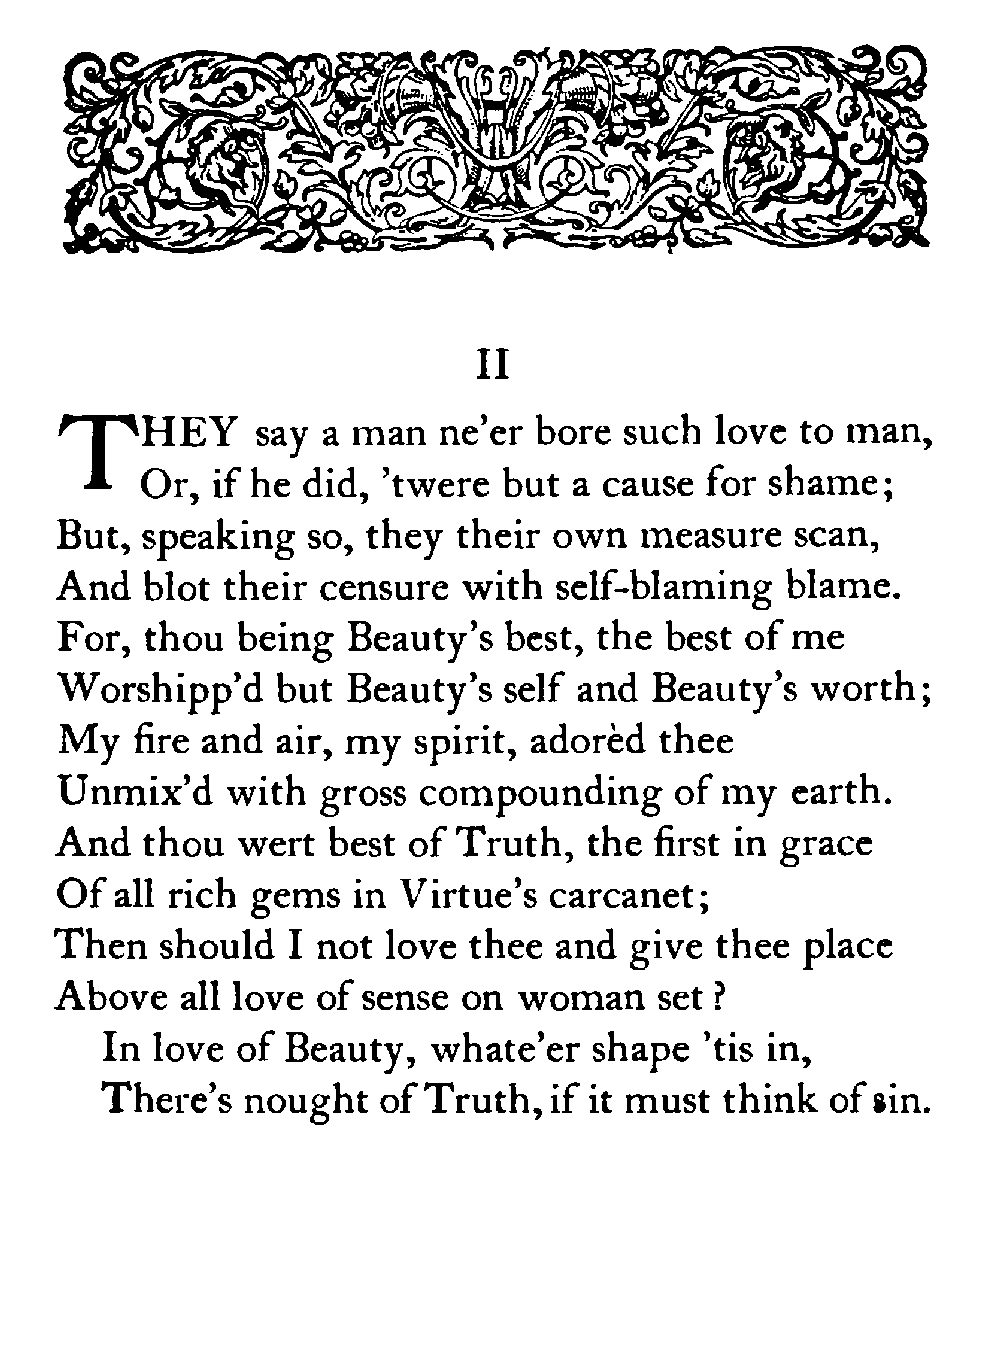 II
THEY say a man ne’er bore such love to man,
Or, if he did, ’twere but a cause for shame;
But, speaking so, they their own measure scan,
And blot their censure with self-blaming blame.
For, thou being Beauty’s best, the best of me
Worshipp’d but Beauty’s self and Beauty’s worth;
My fire and air, my spirit, adorèd thee
Unmix’d with gross compounding of my earth.
And thou wert best of Truth, the first in grace
Of all rich gems in Virtue’s carcanet;
Then should I not love thee and give thee place
Above all love of sense on woman set?
In love of Beauty, whate’er shape ’tis in,
There’s nought of Truth, if it must think of sin.